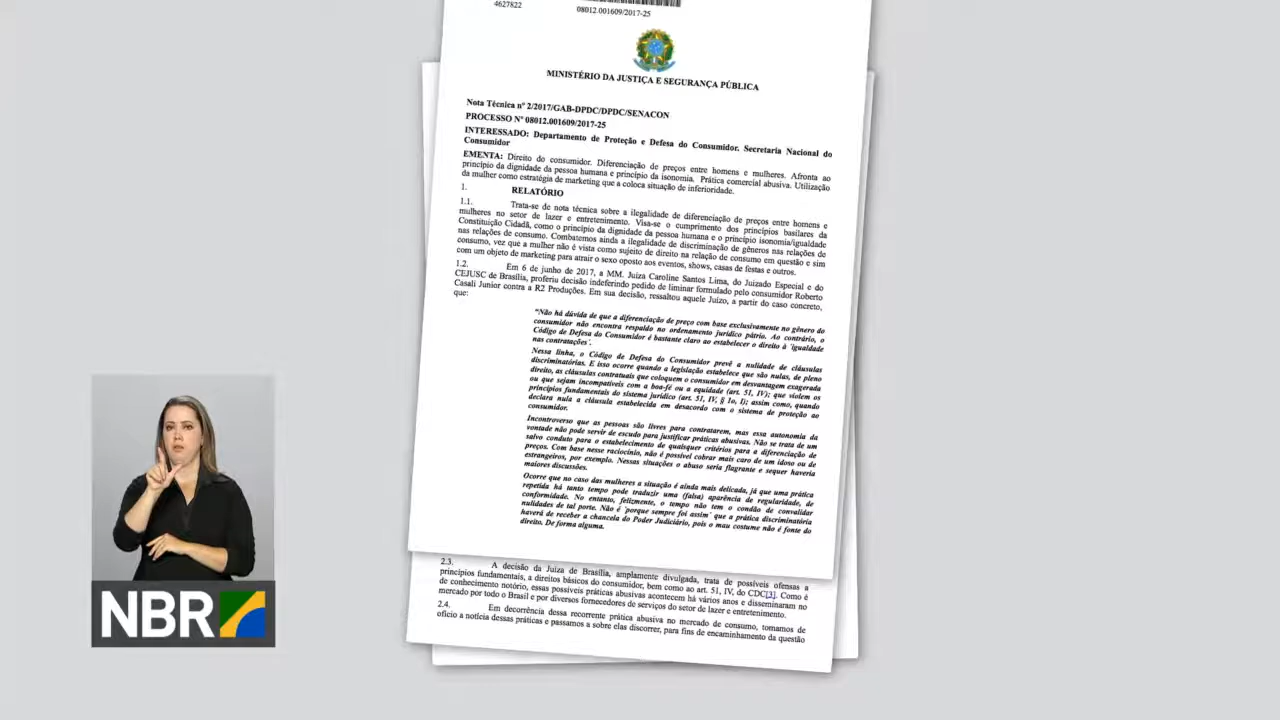 4627822
08012.001609/2017-25
MINISTÉRIO DA JUSTIÇA E SEGURANÇA PÚBLICA
Nota Técnica nº 2/2017/GAB-DPDC/DPDC/SENACON
PROCESSO Nº 08012.001609/2017-25
INTERESSADO: Departamento de Proteção e Defesa do Consumidor. Secretaria Nacional do
Consumidor
EMENTA: Direito do consumidor. Diferenciação de preços entre homens e mulheres. Afronta ao
princípio da dignidade da pessoa humana e princípio da isonomia. Prática comercial abusiva. Utilização
da mulher como estratégia de marketing que a coloca situação de inferioridade.
1. RELATÓRIO
1.1. Trata-se de nota técnica sobre a ilegalidade de diferenciação de preços entre homens e
mulheres no setor de lazer e entretenimento. Visa-se o cumprimento dos princípios basilares da
Constituição Cidadã, como o princípio da dignidade da pessoa humana e o princípio isonomia/igualdade
nas relações de consumo. Combatemos ainda a ilegalidade de discriminação de gêneros nas relações de
consumo, vez que a mulher não é vista como sujeito de direito na relação de consumo em questão e sim
com um objeto de marketing para atrair o sexo oposto aos eventos, shows, casas de festas e outros.
1.2. Em 6 de junho de 2017, a MM. Juíza Caroline Santos Lima, do Juizado Especial e do
CEJUSC de Brasília, proferiu decisão indeferindo pedido de liminar formulado pelo consumidor Roberto
Casali Junior contra a R2 Produções. Em sua decisão, ressaltou aquele Juízo, a partir do caso concreto,
que:
"Não há dúvida de que a diferenciação de preço com base exclusivamente no gênero do
consumidor não encontra respaldo no ordenamento jurídico pátrio. Ao contrário, o
Código de Defesa do Consumidor é bastante claro ao estabelecer o direito à 'igualdade
nas contratações'.
Nessa linha, o Código de Defesa do Consumidor prevê a nulidade de cláusulas
discriminatórias. E isso ocorre quando a legislação estabelece que são nulas, de pleno
direito, as cláusulas contratuais que coloquem o consumidor em desvantagem exagerada
ou que sejam incompatíveis com a boa-fé ou a equidade (art. 51, IV); que violem os
princípios fundamentais do sistema jurídico (art. 51, IV, § 1o, I); assim como, quando
declara nula a cláusula estabelecida em desacordo com o sistema de proteção ao
consumidor.
Incontroverso que as pessoas são livres para contratarem, mas essa autonomia da
vontade não pode servir de escudo para justificar práticas abusivas. Não se trata de um
salvo conduto para o estabelecimento de quaisquer critérios para a diferenciação de
preços. Com base nesse raciocínio, não é possível cobrar mais caro de um idoso ou de
estrangeiros, por exemplo. Nessas situações o abuso seria flagrante e sequer haveria
maiores discussões.
Ocorre que no caso das mulheres a situação é ainda mais delicada, já que uma prática
repetida há tanto tempo pode traduzir uma (falsa) aparência de regularidade, de
conformidade. No entanto, felizmente, o tempo não tem o condão de convalidar
nulidades de tal porte. Não é 'porque sempre foi assim' que a prática discriminatória
haverá de receber a chancela do Poder Judiciário, pois o mau costume não é fonte do
direito. De forma alguma.
2.3. A decisão da Juíza de Brasília, amplamente divulgada, trata de possíveis ofensas a
princípios fundamentais, a direitos básicos do consumidor, bem como ao art. 51, IV, do CDC[3]. Como é
de conhecimento notório, essas possíveis práticas abusivas acontecem há vários anos e disseminaram no
mercado por todo o Brasil e por diversos fornecedores de serviços do setor de lazer e entretenimento.
2.4. Em decorrência dessa recorrente prática abusiva no mercado de consumo, tomamos de
ofício a notícia dessas práticas e passamos a sobre elas discorrer, para fins de encaminhamento da questão
NBR